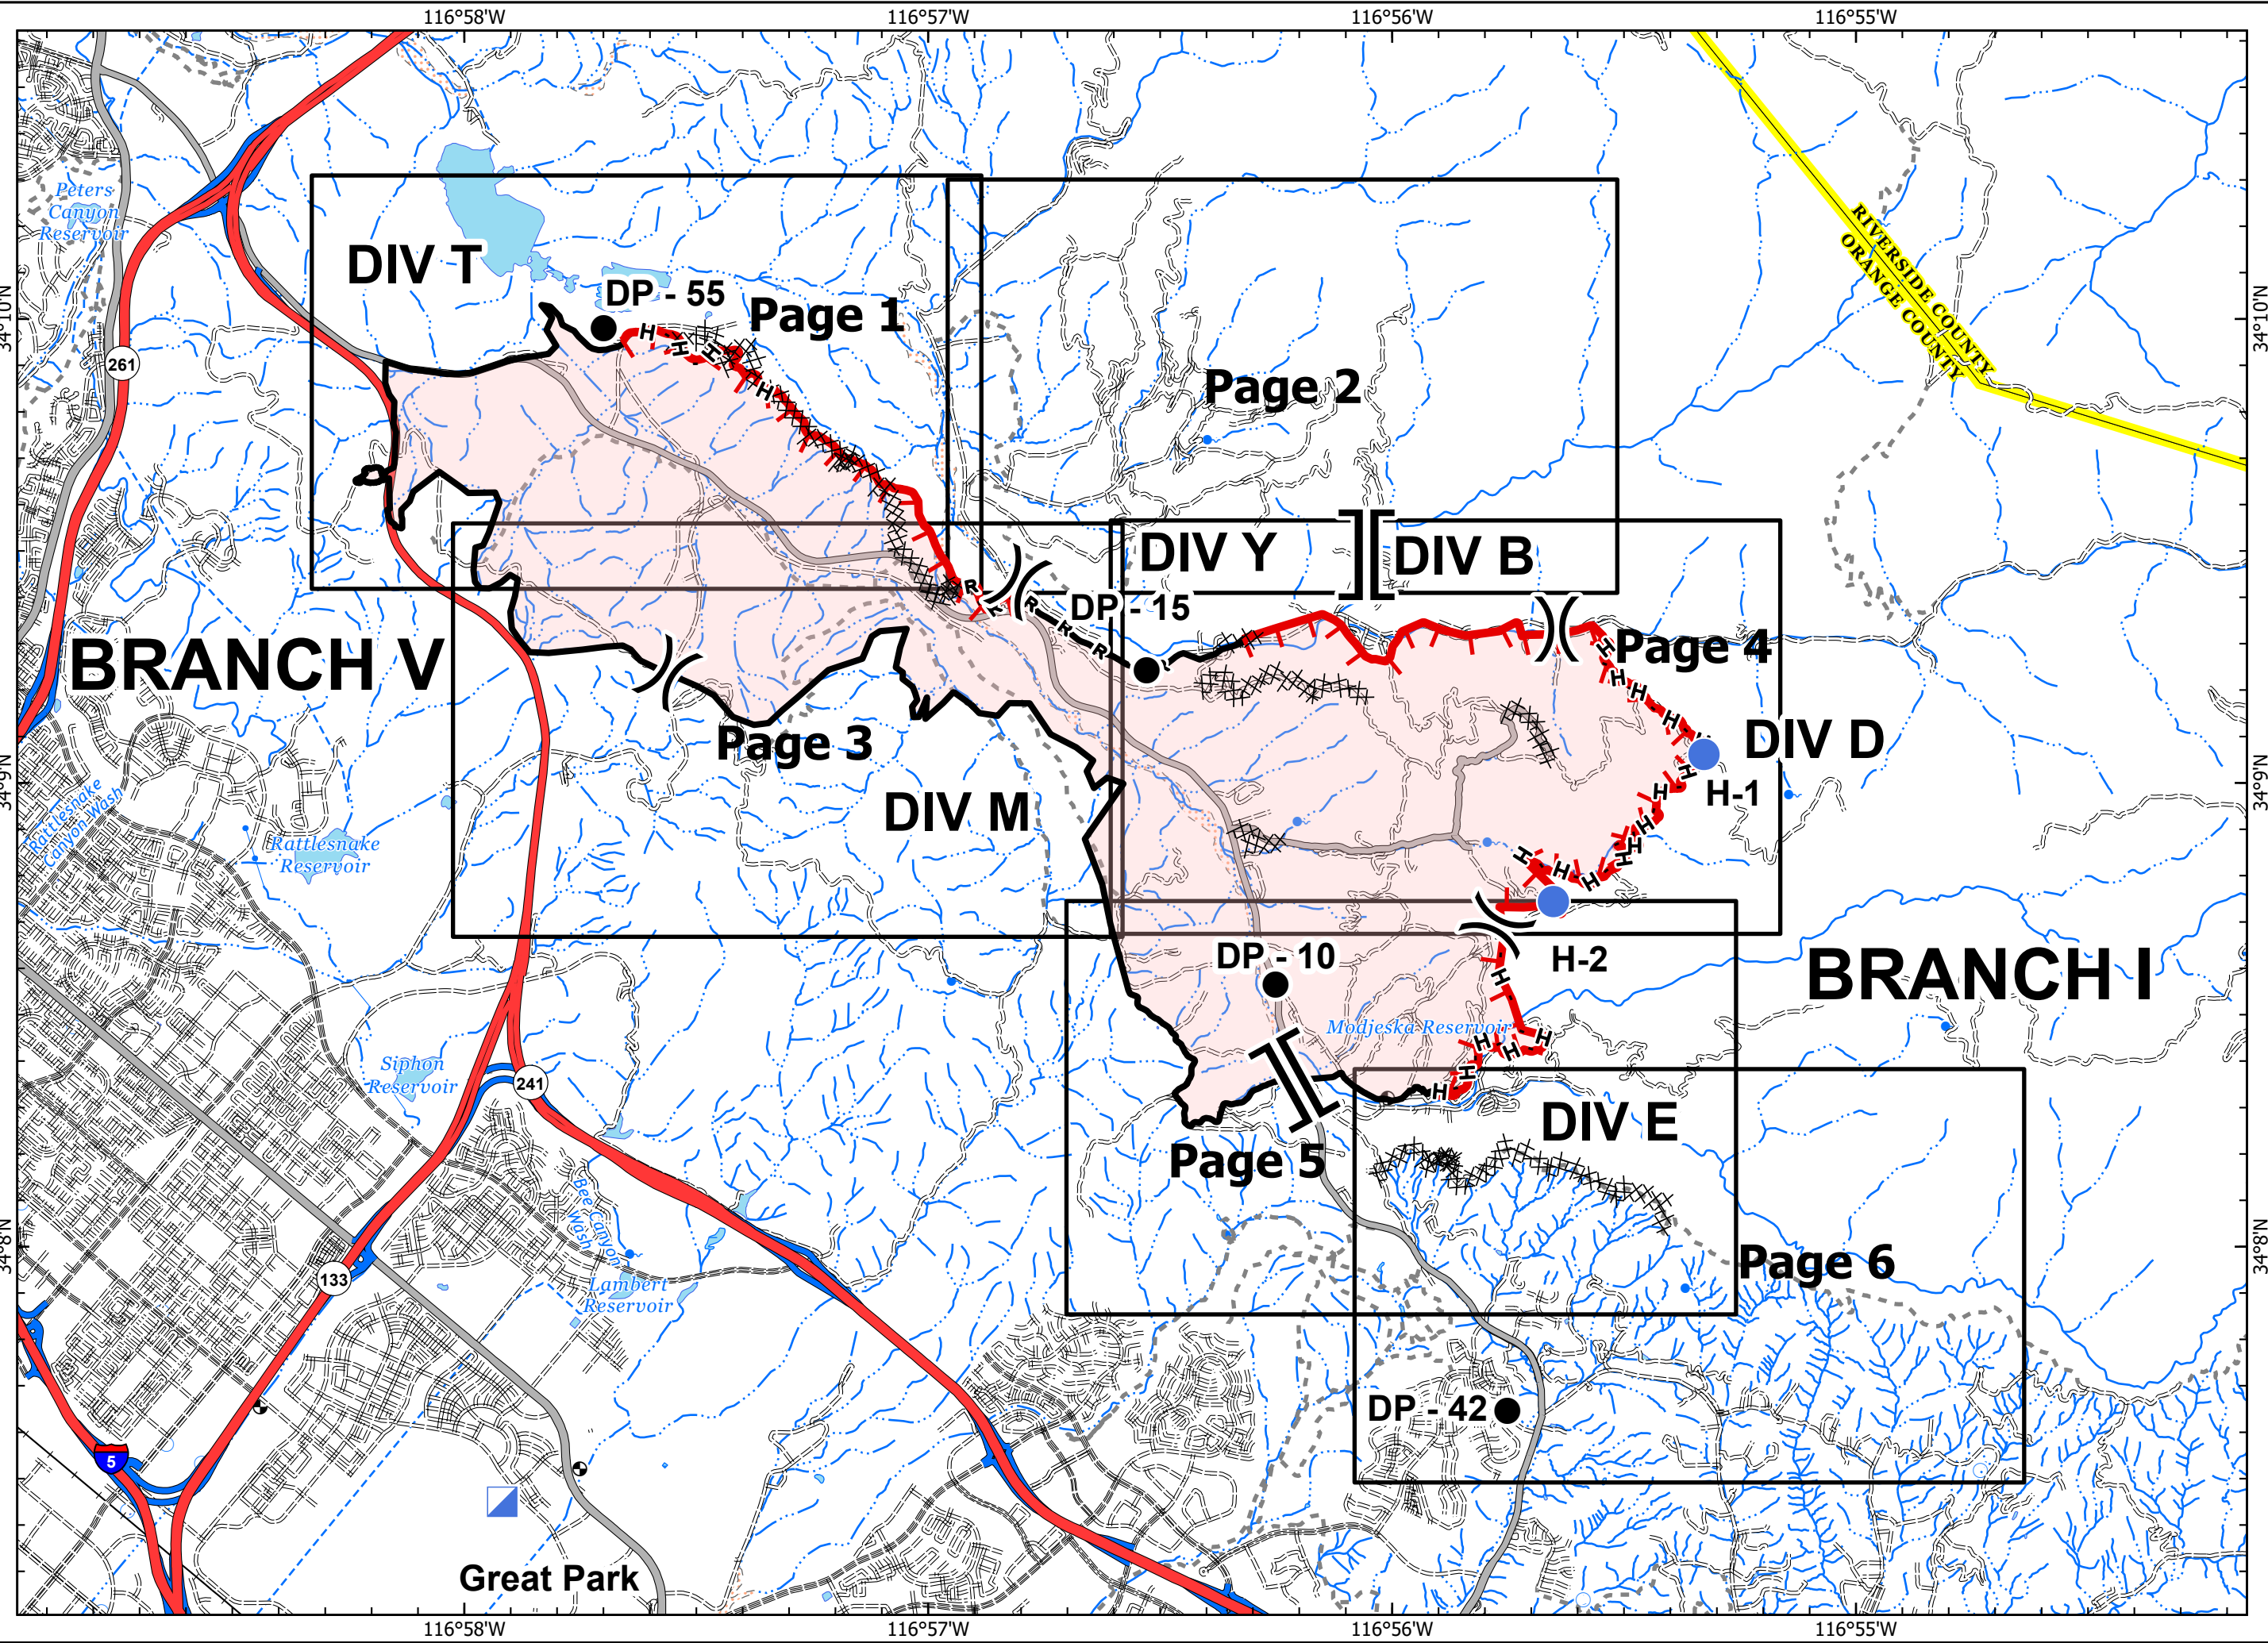 116°58'W
116°57'W
116°56'W
116°55'W
Peters
Canyon
Reservoir
RIVERSIDE COUNTY
ORANGE COUNTY
DIV T
DP - 55
Page 1
34°10'N
34°10'N
261
Page 2
H
H
H
H
DIV Y
DIV B
R
R
R
R
DP - 15
BRANCH V
Page 4
H
H
H
H
Page 3
DIV D
H
H-1
34°9'N
34°9'N
Rattlesnake
Canyon Wash
DIV M
H
H
H
H
H
H
H
Rattlesnake
Reservoir
DP - 10
H-2
BRANCH I
H
Modjeska Reservoir
H
H
H
H
H
Siphon
Reservoir
241
DIV E
Page 5
Bee Canyon
Wash
34°8'N
34°8'N
133
Lambert
Reservoir
Page 6
DP - 42
5
Great Park
116°58'W
116°57'W
116°56'W
116°55'W